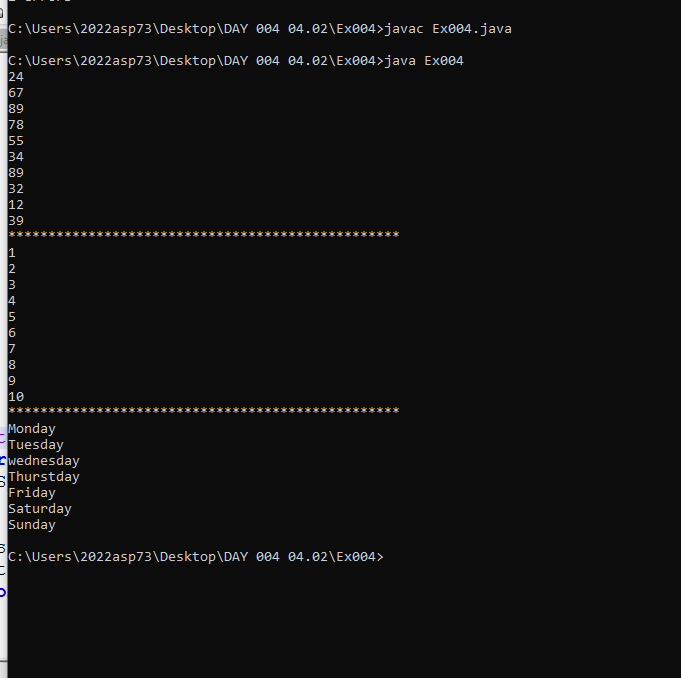 C:\Users\2022asp73\Desktop\DAY 004 04.02\Ex004>javac Ex004.java
C:\Users\2022asp73\Desktop\DAY 004 04.02\Ex004>java Ex004
24
67
89
78
55
34
89
32
12
39
*************************************************
1
2
3
4
5
6
7
8
9
10
*************************************************
Monday
Tuesday
wednesday
Thurstday
Friday
Saturday
Sunday
C:\Users\2022asp73\Desktop\DAY 004 04.02\Ex004>